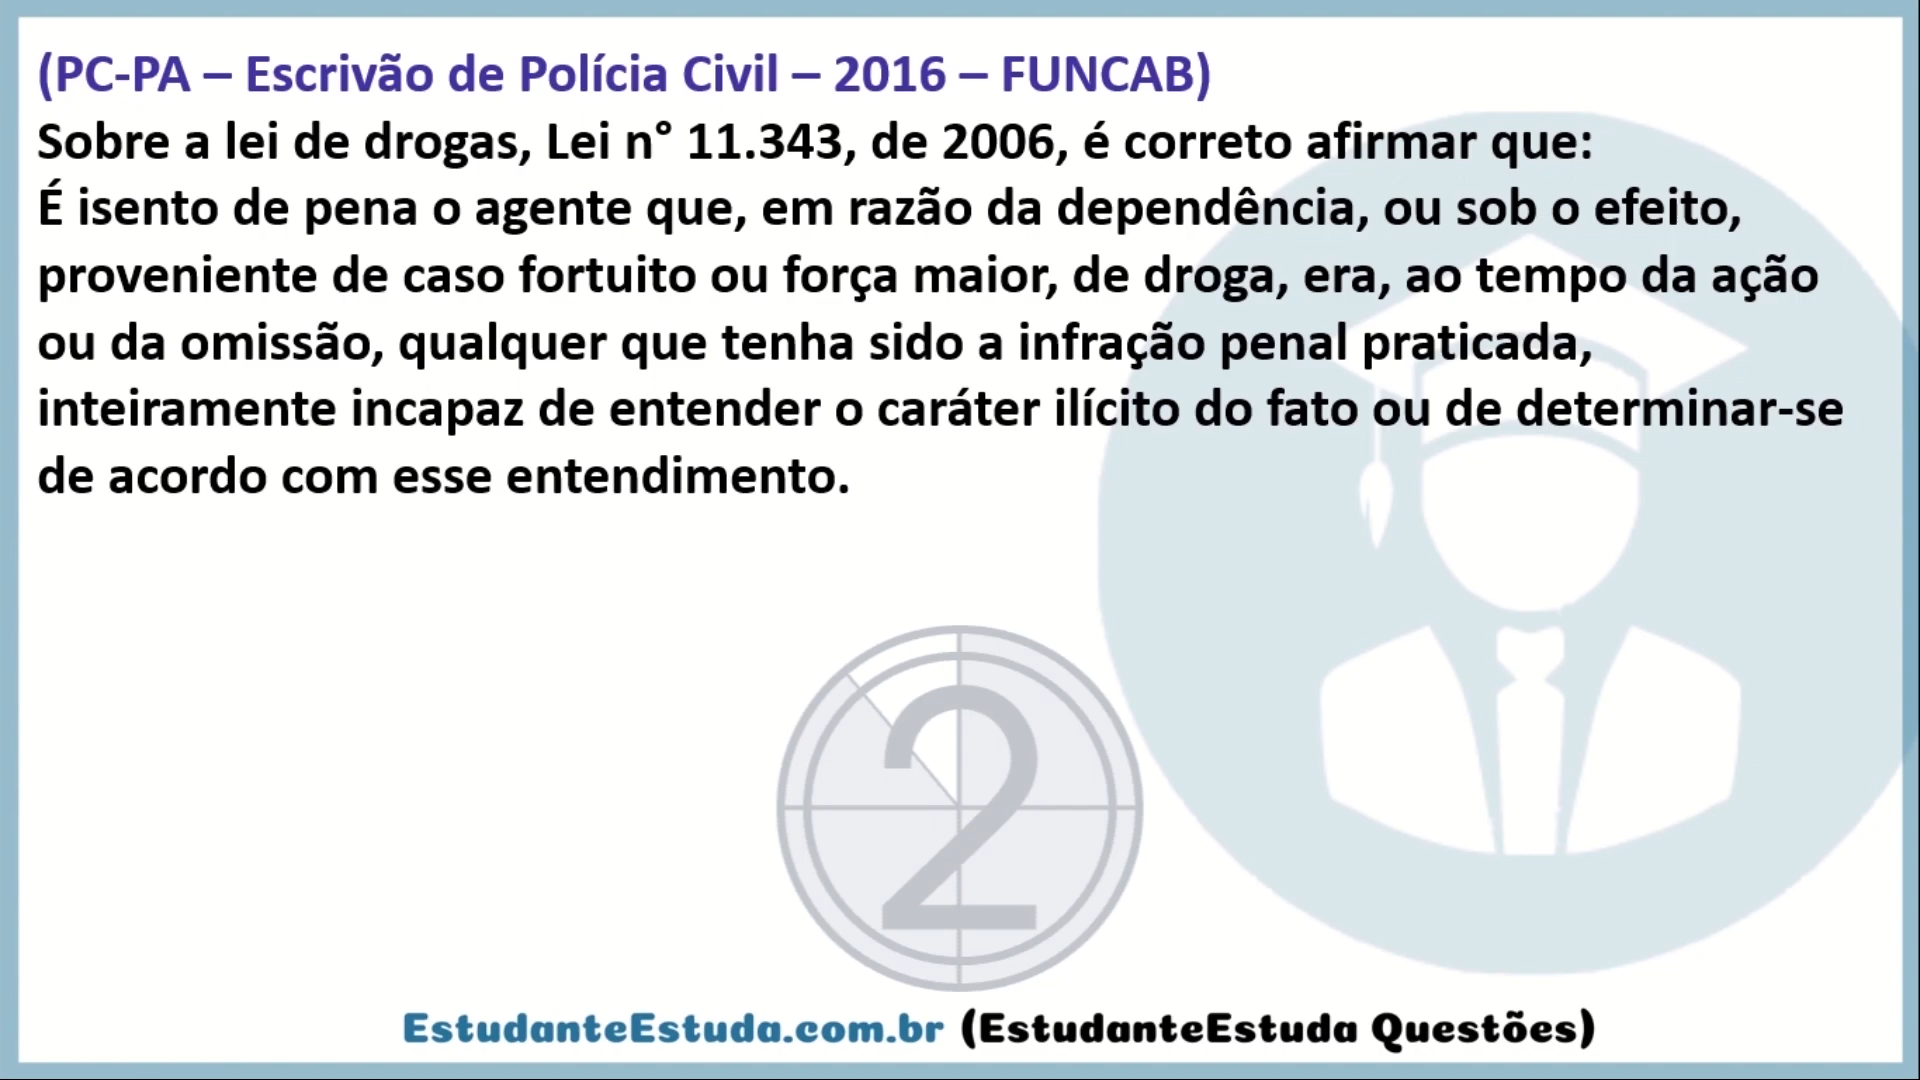 (PC-PA – Escrivão de Polícia Civil – 2016 – FUNCAB)
Sobre a lei de drogas, Lei n° 11.343, de 2006, é correto afirmar que:
É isento de pena o agente que, em razão da dependência, ou sob o efeito,
proveniente de caso fortuito ou força maior, de droga, era, ao tempo da ação
ou da omissão, qualquer que tenha sido a infração penal praticada,
inteiramente incapaz de entender o caráter ilícito do fato ou de determinar-se
de acordo com esse entendimento.
2
EstudanteEstuda.com.br (EstudanteEstuda Questões)